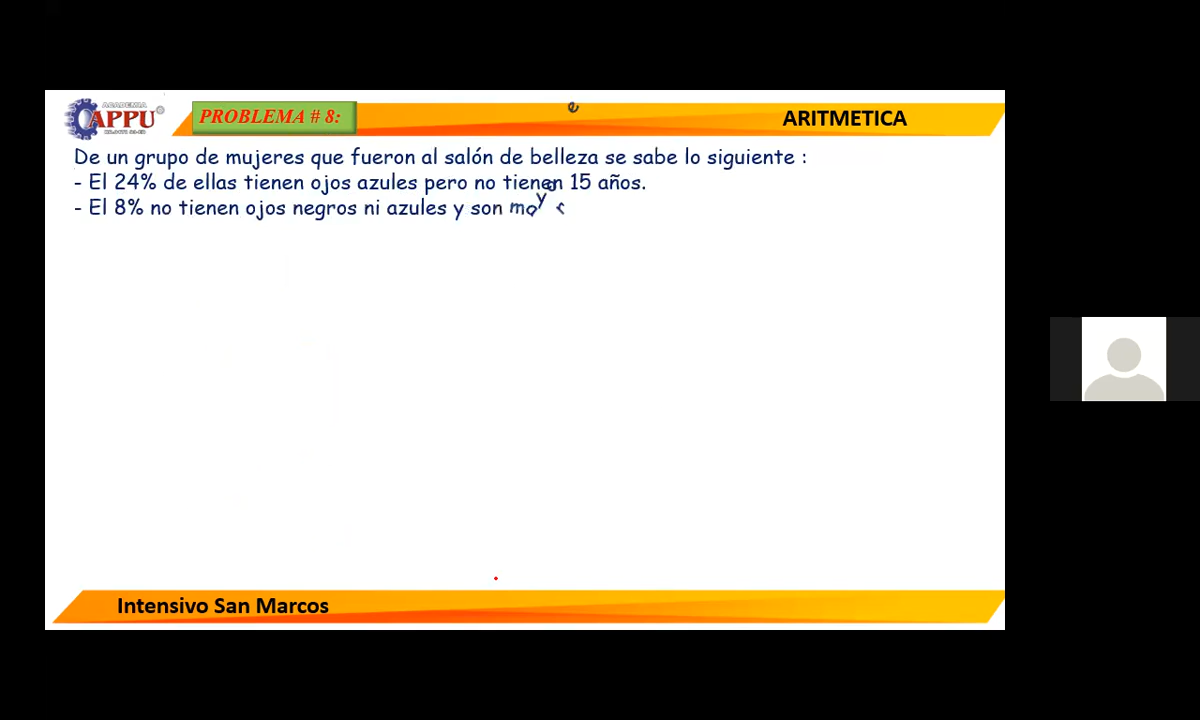 ACADEMIA
APPU
PROBLEMA # 8:
ARITMETICA
De un grupo de mujeres que fueron al salón de belleza se sabe lo siguiente :
- El 24% de ellas tienen ojos azules pero no tienen 15 años.
- El 8% no tienen ojos negros ni azules y son mayore
Intensivo San Marcos